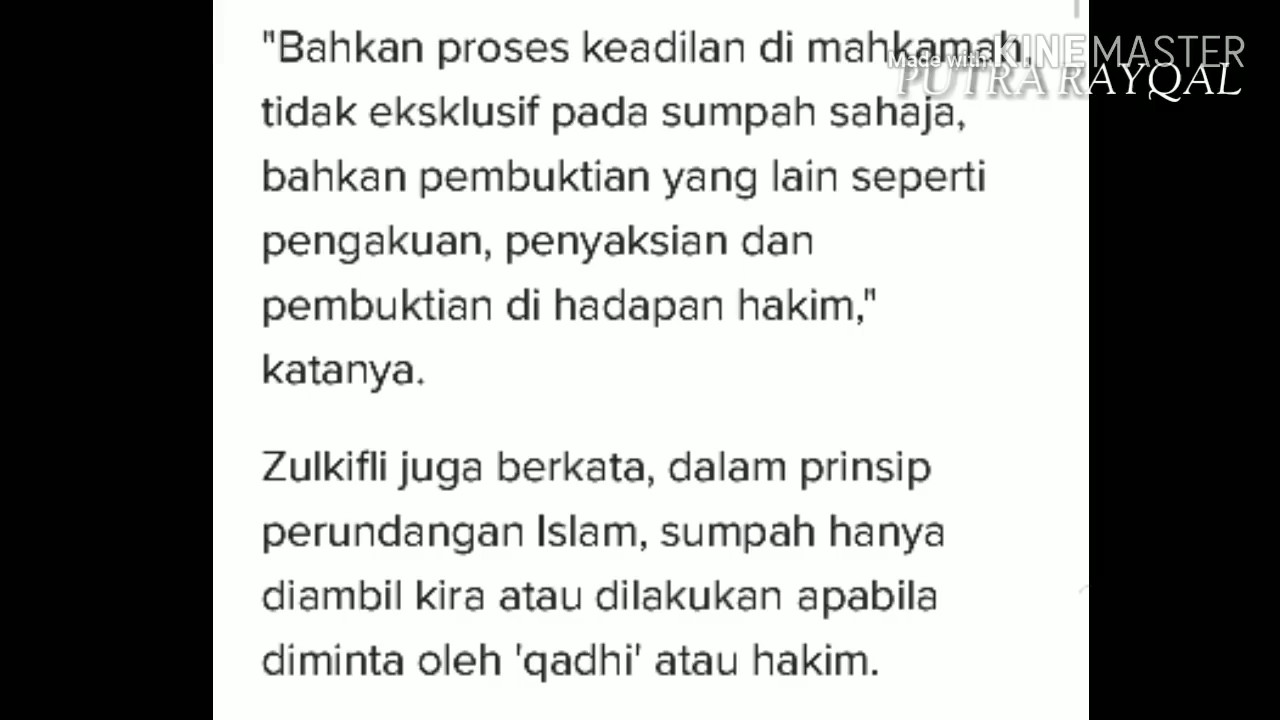 "Bahkan proses keadilan di mahkamah,
Made with KINEMASTER
PUTRA RAYQAL
tidak eksklusif pada sumpah sahaja,
bahkan pembuktian yang lain seperti
pengakuan, penyaksian dan
pembuktian di hadapan hakim,"
katanya.
Zulkifli juga berkata, dalam prinsip
perundangan Islam, sumpah hanya
diambil kira atau dilakukan apabila
diminta oleh 'qadhi' atau hakim.